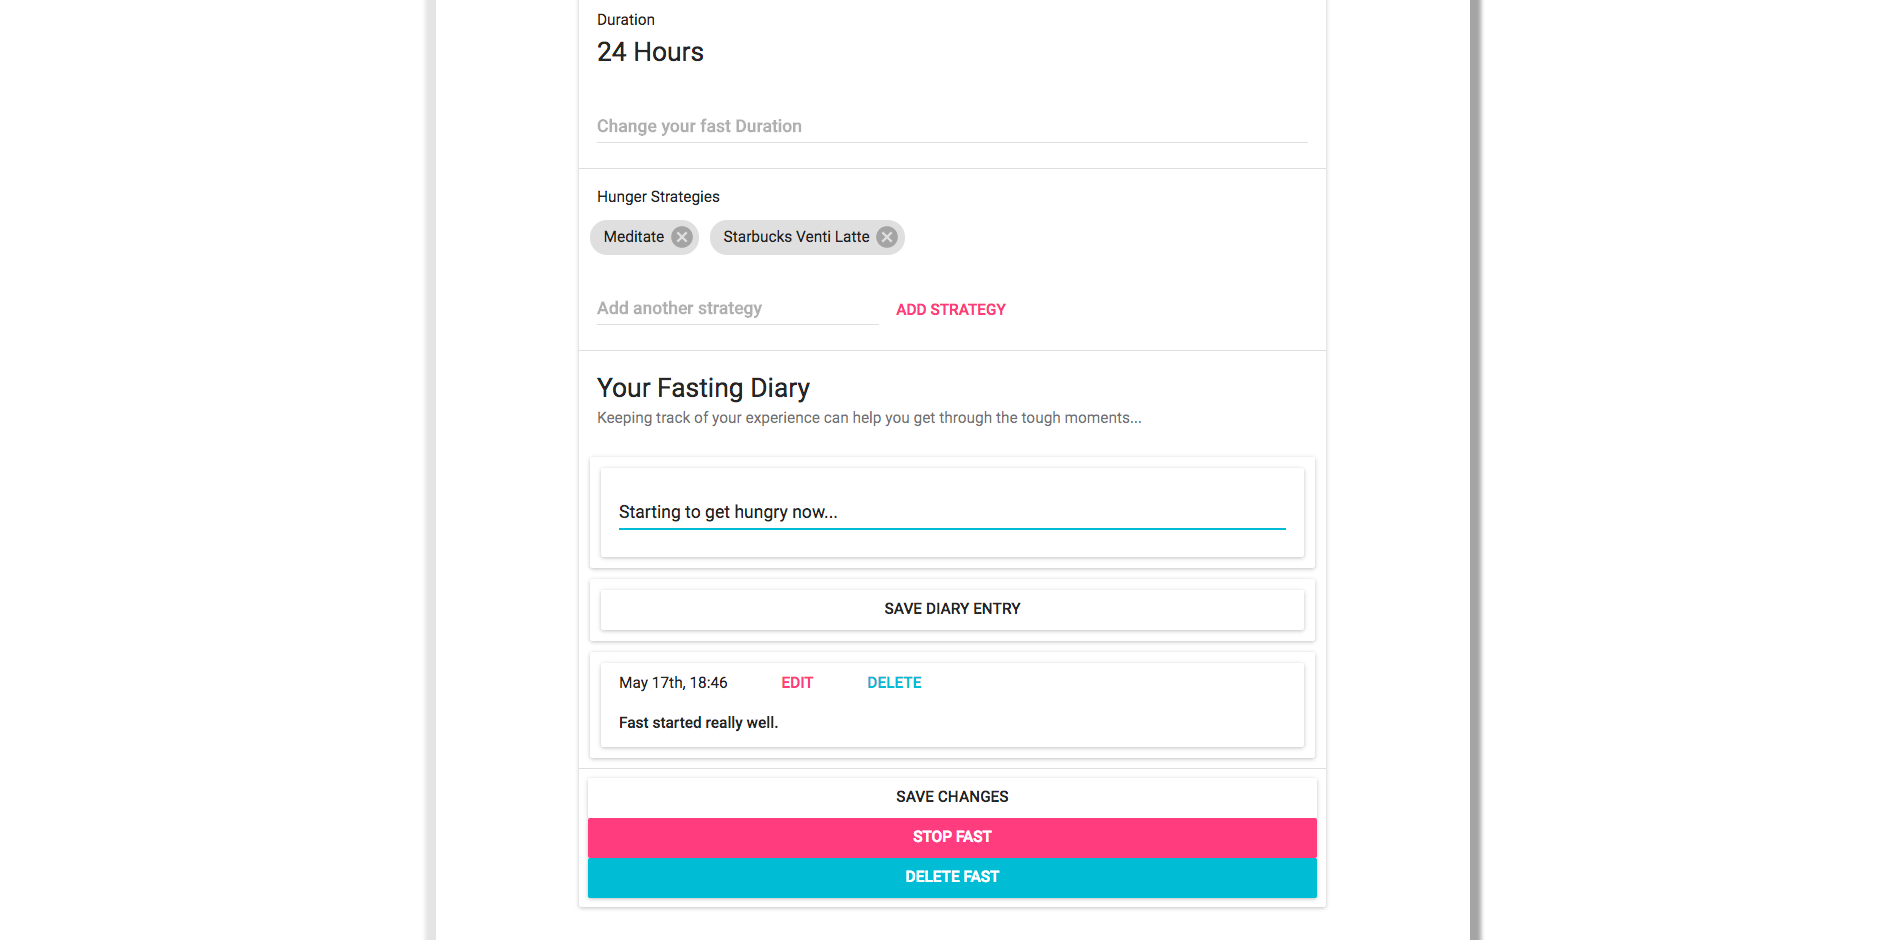 Duration
24 Hours
Change your fast Duration
Hunger Strategies
Meditate Starbucks Venti Latte
Add another strategy ADD STRATEGY
Your Fasting Diary
Keeping track of your experience can help you get through the tough moments...
Starting to get hungry now...
SAVE DIARY ENTRY
May 17th, 18:46 EDIT DELETE
Fast started really well.
SAVE CHANGES
STOP FAST
DELETE FAST